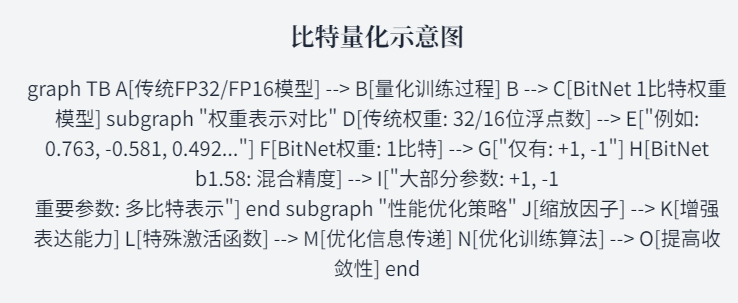 比特量化示意图
graph TB A[传统FP32/FP16模型] --> B[量化训练过程] B --> C[BitNet 1比特权重
模型] subgraph "权重表示对比" D[传统权重: 32/16位浮点数] --> E["例如:
0.763, -0.581, 0.492..."] F[BitNet权重: 1比特] --> G["仅有: +1, -1"] H[BitNet
b1.58: 混合精度] --> I["大部分参数: +1, -1
重要参数: 多比特表示"] end subgraph "性能优化策略" J[缩放因子] --> K[增强
表达能力] L[特殊激活函数] --> M[优化信息传递] N[优化训练算法] --> O[提高收
敛性] end